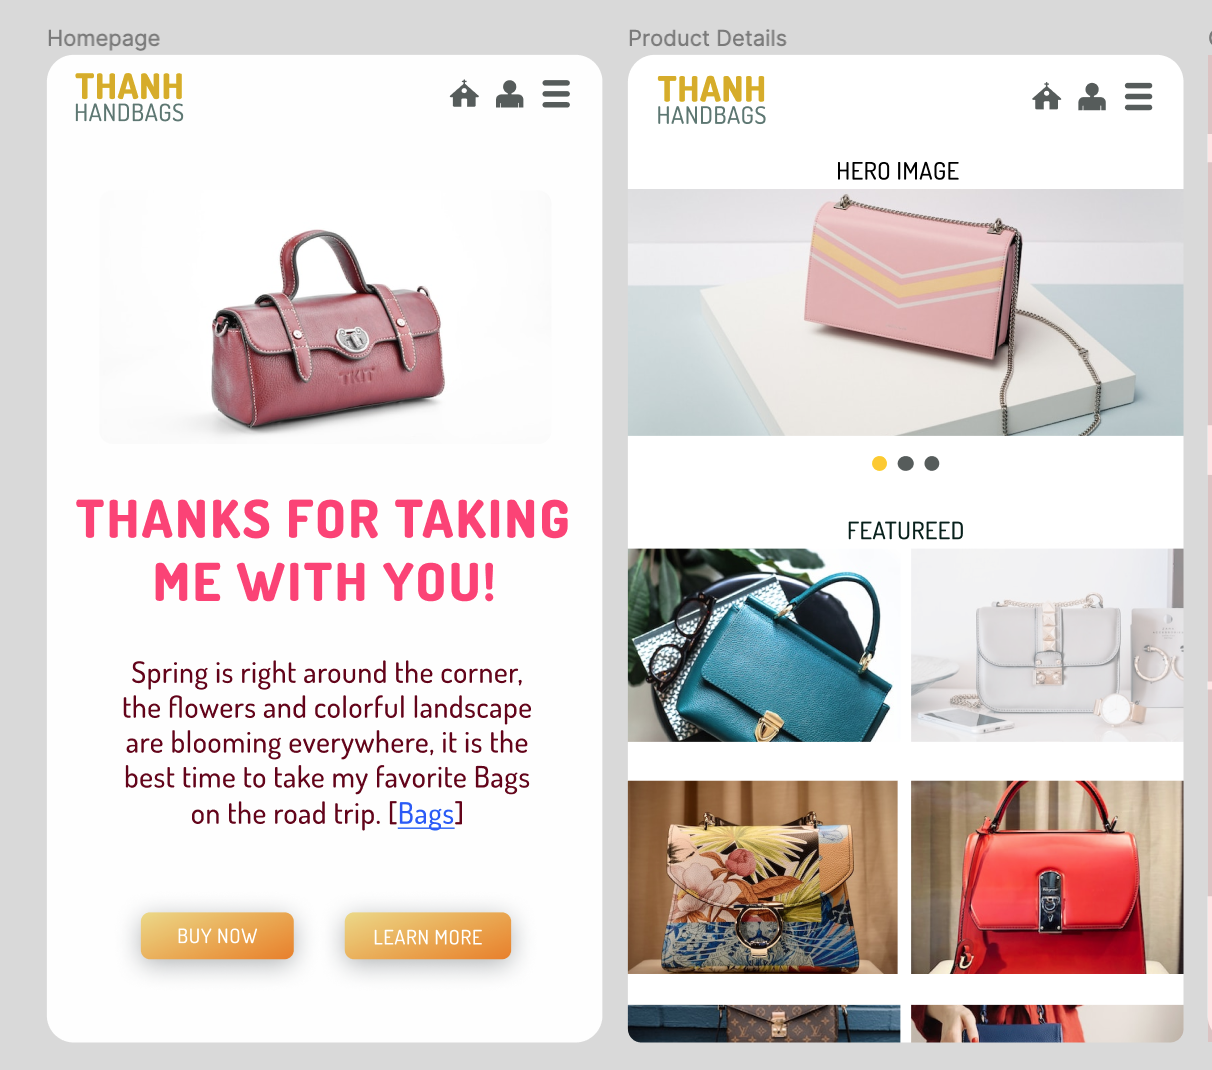 Homepage
THANH
HANDBAGS
TKIT
THANKS FOR TAKING
ME WITH YOU!
Spring is right around the corner,
the flowers and colorful landscape
are blooming everywhere, it is the
best time to take my favorite Bags
on the road trip. [Bags]
BUY NOW
LEARN MORE
Product Details
THANH
HANDBAGS
HERO IMAGE
FEATUREED